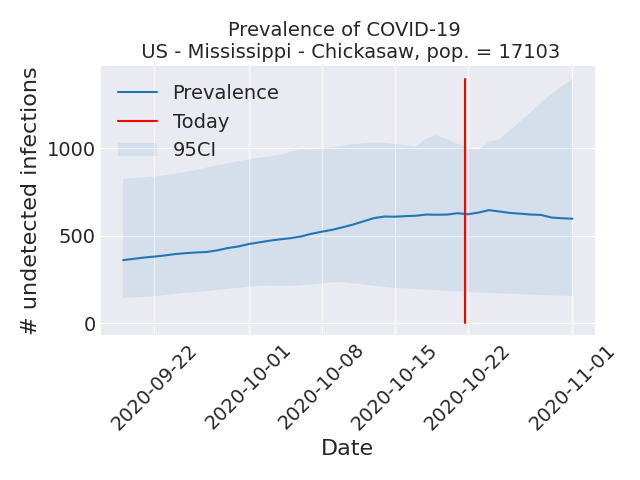 Prevalence of COVID-19
US - Mississippi - Chickasaw, pop. = 17103
# undetected infections
1000
500
0
Prevalence
Today
95CI
2020-09-22
2020-10-01
2020-10-08
2020-10-15
2020-10-22
2020-11-01
Date